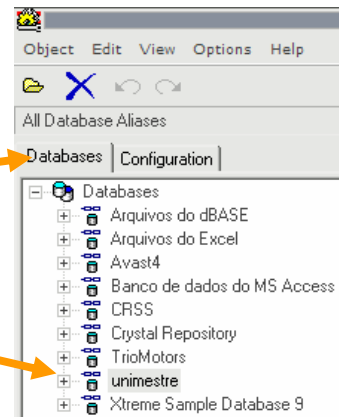 Object Edit View Options Help
All Database Aliases
Databases Configuration
Databases
Arquivos do dBASE
Arquivos do Excel
Avast4
Banco de dados do MS Access
CRSS
Crystal Repository
TrioMotors
unimestre
Xtreme Sample Database 9